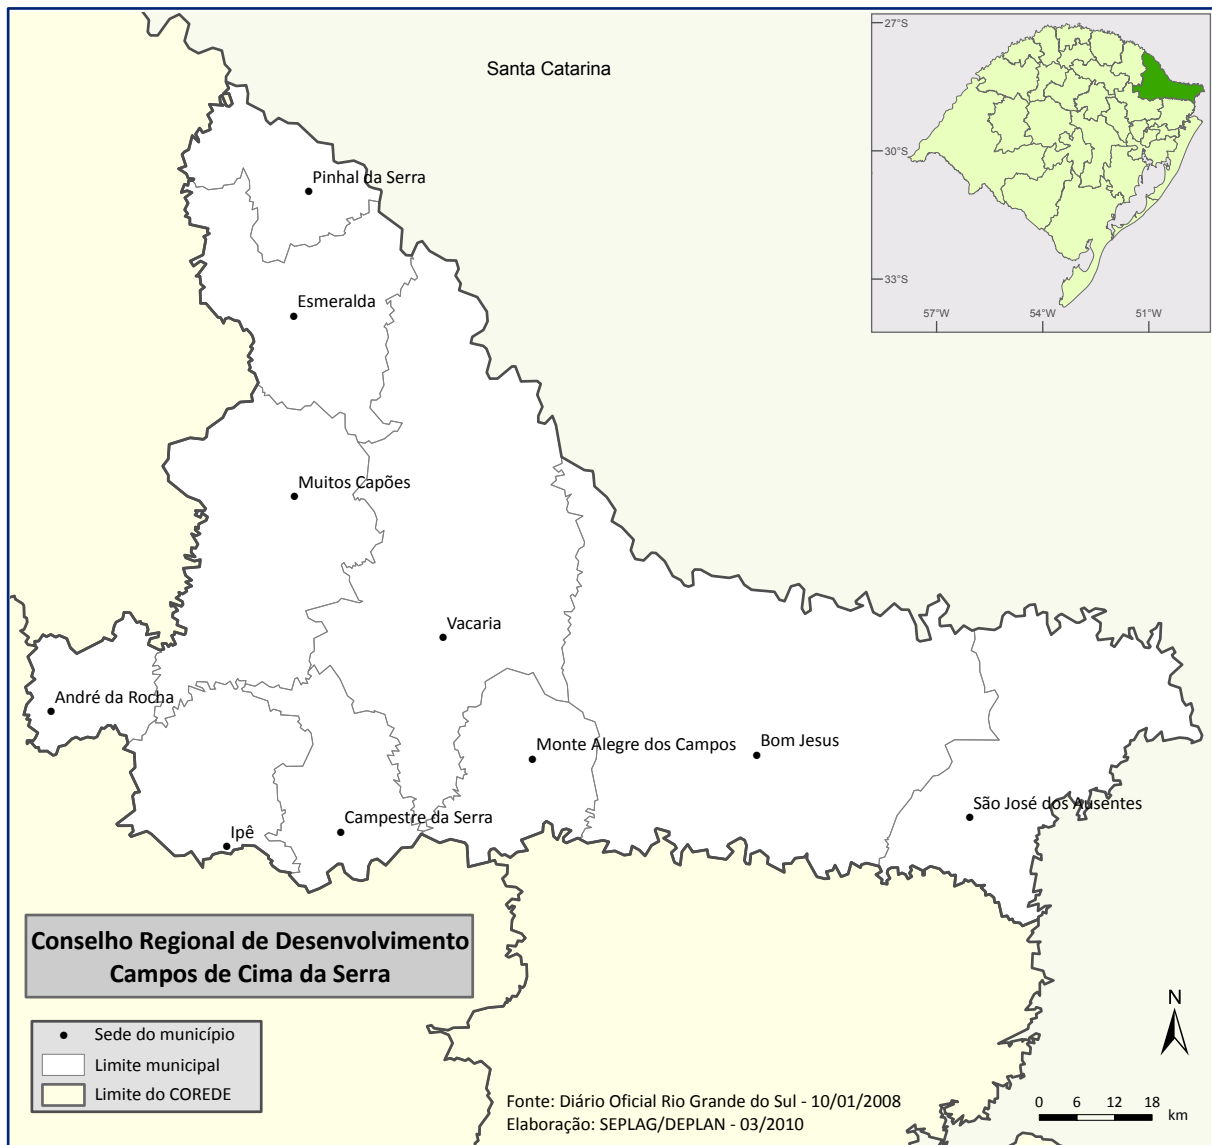 Santa Catarina
27°S
30°S
33°S
57°W 54°W 51°W
Pinhal da Serra
Esmeralda
Muitos Capões
Vacaria
André da Rocha
Monte Alegre dos Campos
Bom Jesus
São José dos Ausentes
Campestre da Serra
Ipê
Conselho Regional de Desenvolvimento
Campos de Cima da Serra
Sede do município
Limite municipal
Limite do COREDE
Fonte: Diário Oficial Rio Grande do Sul - 10/01/2008
Elaboração: SEPLAG/DEPLAN - 03/2010
N
0 6 12 18
km